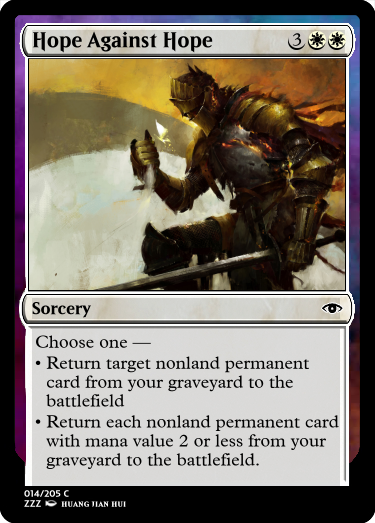 Hope Against Hope 3
Sorcery
Choose one —
• Return target nonland permanent
card from your graveyard to the
battlefield
• Return each nonland permanent card
with mana value 2 or less from your
graveyard to the battlefield.
014/205 C
ZZZ HUANG JIAN HUI